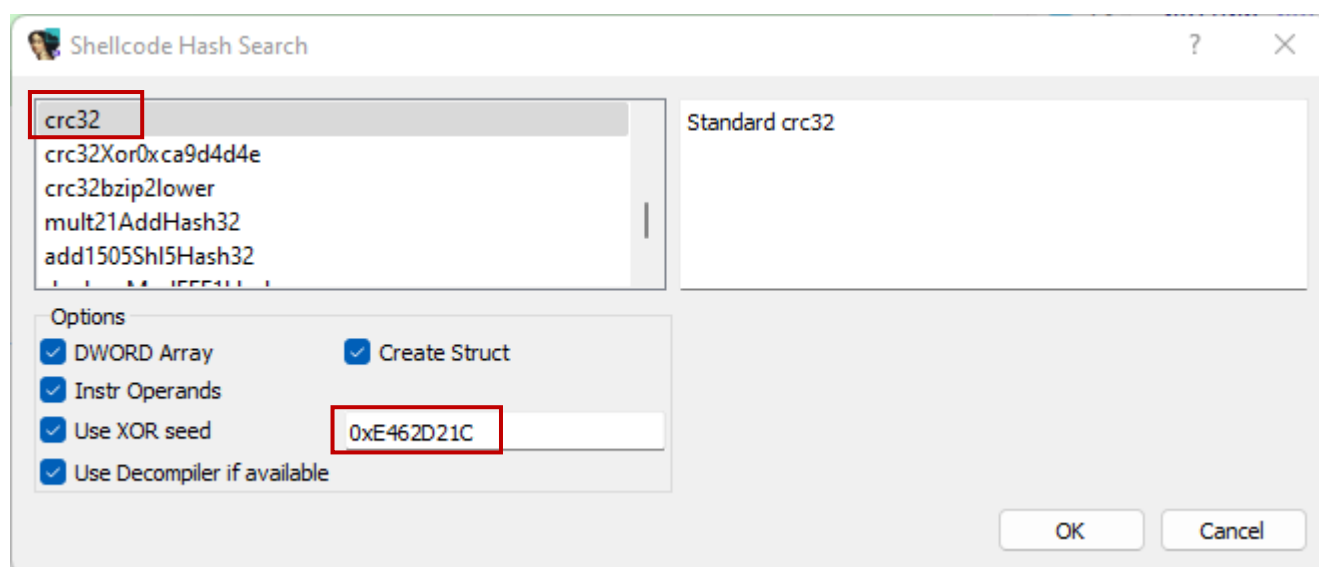 Shellcode Hash Search
crc32
crc32Xor0xca9d4d4e
crc32bzip2lower
mult21AddHash32
add1505Shl5Hash32
Standard crc32
Options
DWORD Array
Create Struct
Instr Operands
Use XOR seed
0xE462D21C
Use Decompiler if available
OK
Cancel